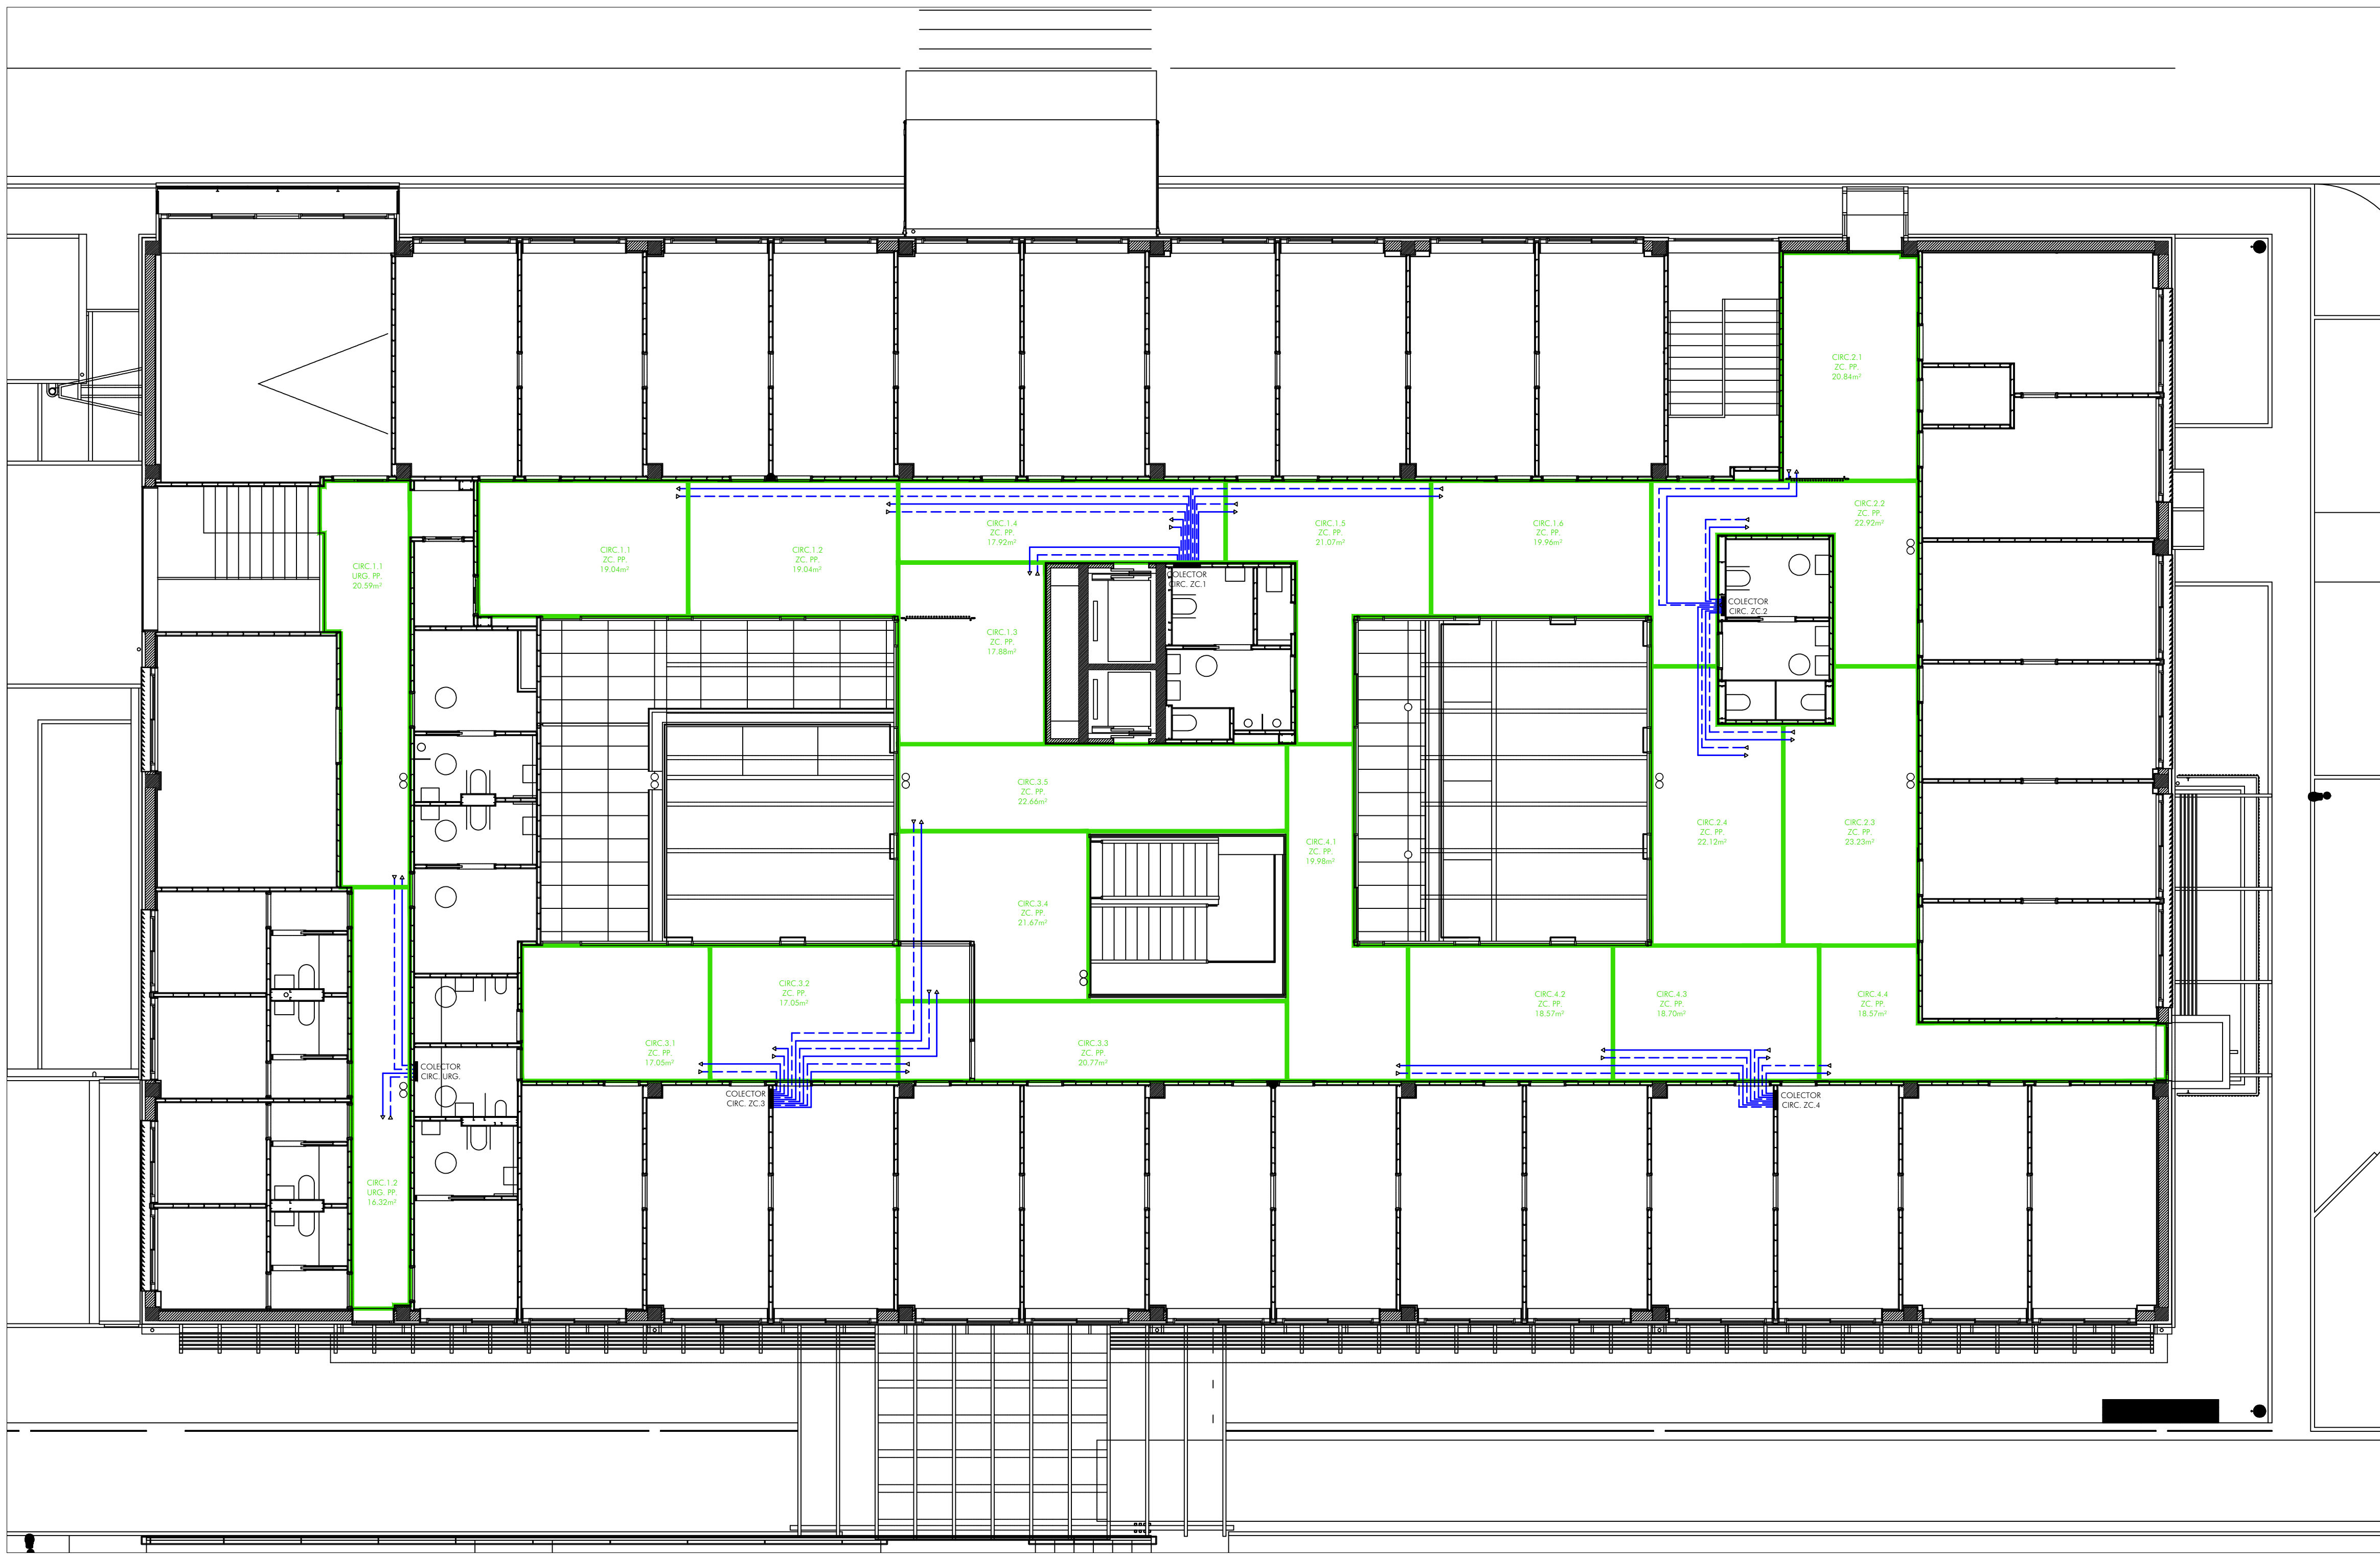 CIRC.2.1
ZC. PP.
20.84m²
CIRC.2.2
ZC. PP.
22.92m²
CIRC.1.4
ZC. PP.
17.92m²
CIRC.1.5
ZC. PP.
21.07m²
CIRC.1.6
ZC. PP.
19.96m²
CIRC.1.1
ZC. PP.
19.04m²
CIRC.1.2
ZC. PP.
19.04m²
CIRC.1.1
URG. PP.
20.59m²
COLECTOR
CIRC. ZC.1
COLECTOR
CIRC. ZC.2
CIRC.1.3
ZC. PP.
17.88m²
CIRC.3.5
ZC. PP.
22.66m²
CIRC.2.4
ZC. PP.
22.12m²
CIRC.2.3
ZC. PP.
23.23m²
CIRC.4.1
ZC. PP.
19.98m²
CIRC.3.4
ZC. PP.
21.67m²
CIRC.3.2
ZC. PP.
17.05m²
CIRC.4.2
ZC. PP.
18.57m²
CIRC.4.3
ZC. PP.
18.70m²
CIRC.4.4
ZC. PP.
18.57m²
CIRC.3.1
ZC. PP.
17.05m²
CIRC.3.3
ZC. PP.
20.77m²
COLECTOR
CIRC. URG.
COLECTOR
CIRC. ZC.3
COLECTOR
CIRC. ZC.4
CIRC.1.2
URG. PP.
16.32m²